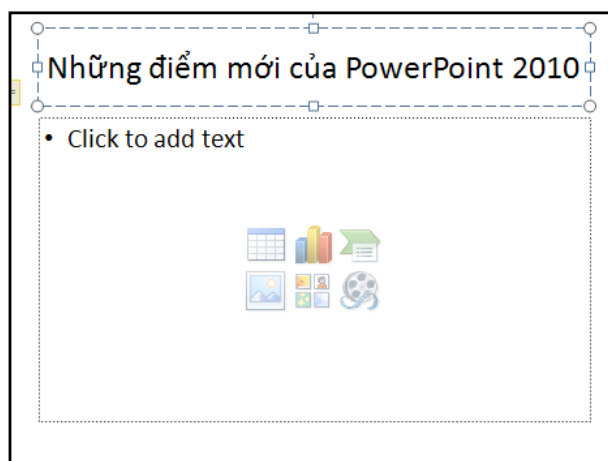 Những điểm mới của PowerPoint 2010
• Click to add text